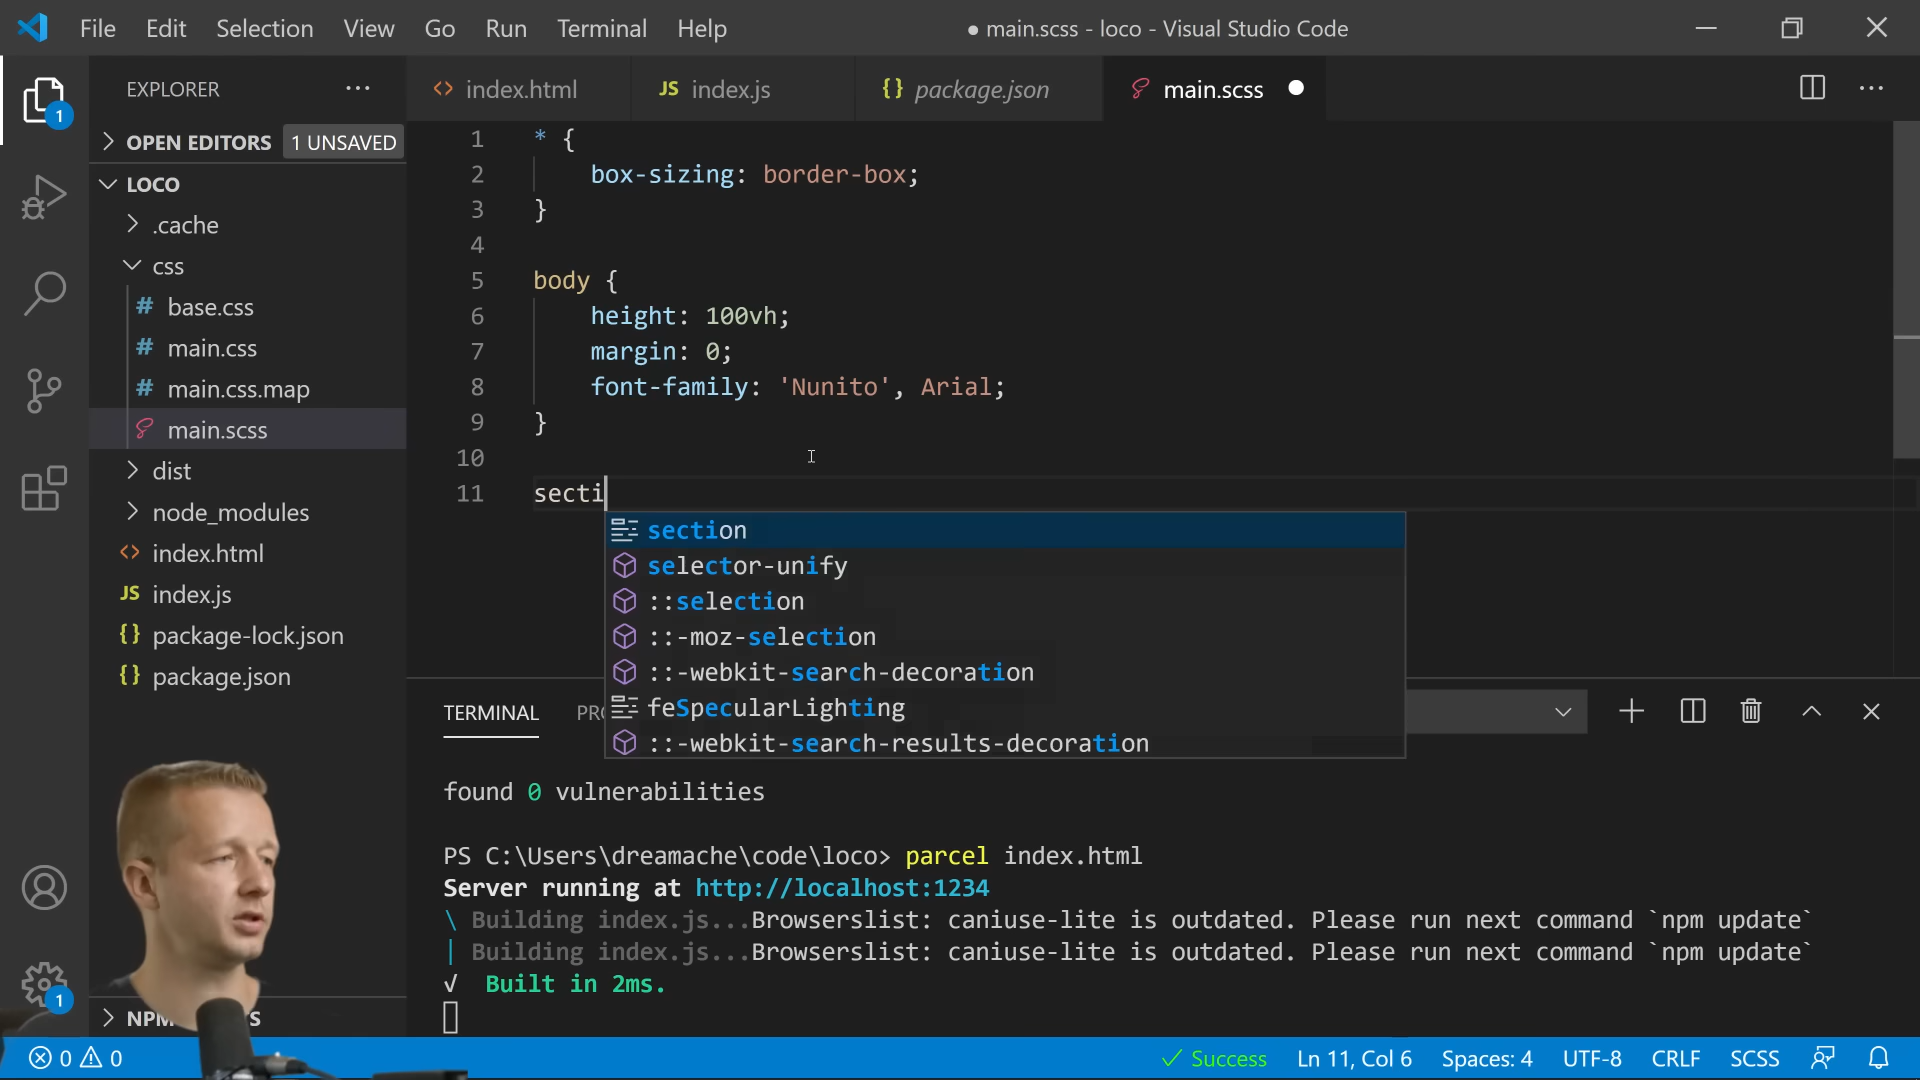 File Edit Selection View Go Run Terminal Help
● main.scss - loco - Visual Studio Code
EXPLORER
OPEN EDITORS 1 UNSAVED
LOCO
.cache
css
# base.css
# main.css
# main.css.map
main.scss
dist
node_modules
<> index.html
JS index.js
{} package-lock.json
{} package.json
1
1
<> index.html
JS index.js
{} package.json
main.scss
1 * {
2 box-sizing: border-box;
3 }
4
5 body {
6 height: 100vh;
7 margin: 0;
8 font-family: 'Nunito', Arial;
9 }
10
11 secti
section
selector-unify
::selection
::-moz-selection
::-webkit-search-decoration
feSpecularLighting
::-webkit-search-results-decoration
TERMINAL
found 0 vulnerabilities
PS C:\Users\dreamache\code\loco> parcel index.html
Server running at http://localhost:1234
\ Building index.js...Browserslist: caniuse-lite is outdated. Please run next command `npm update`
| Building index.js...Browserslist: caniuse-lite is outdated. Please run next command `npm update`
√ Built in 2ms.
0 0
Success Ln 11, Col 6 Spaces: 4 UTF-8 CRLF SCSS